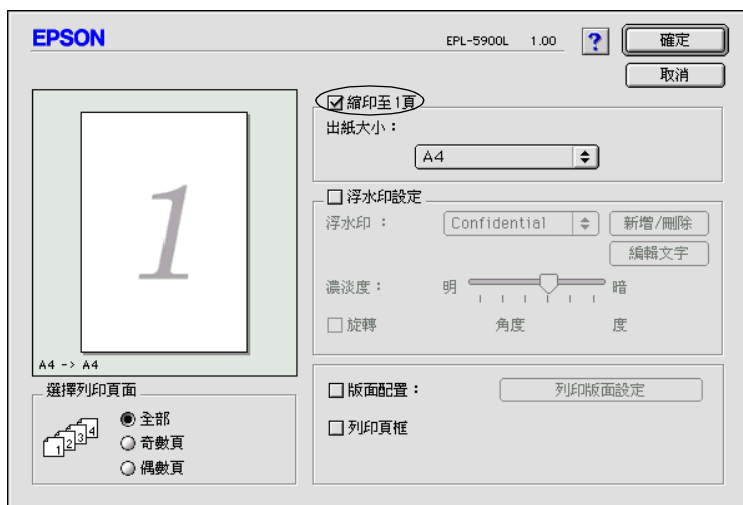 EPSON
EPL-5900L 1.00 ?
確定
取消
縮印至1頁
出紙大小：
A4
1
浮水印設定
浮水印 ： Confidential 新增/刪除
編輯文字
濃淡度： 明 暗
旋轉 角度 度
A4 -> A4
選擇列印頁面
1 2 3 4
全部
奇數頁
偶數頁
版面配置： 列印版面設定
列印頁框